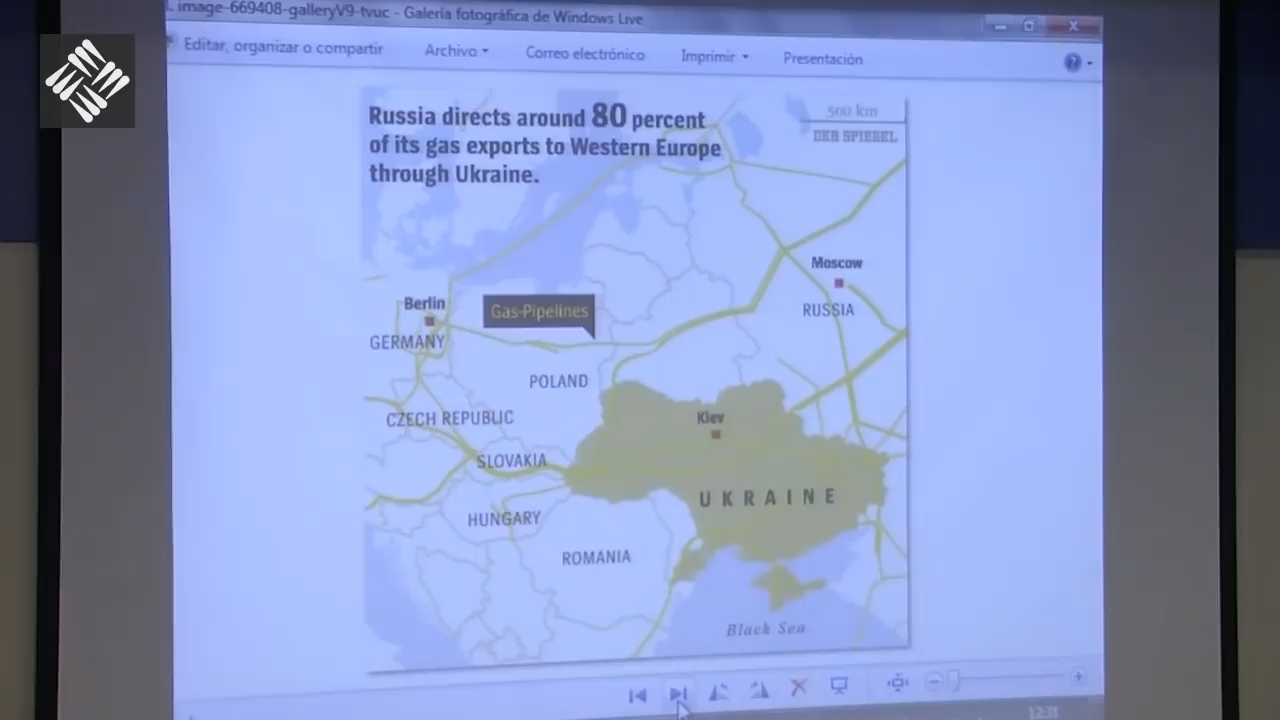 image-669408-galleryV9-tvuc - Galería fotográfica de Windows Live
Editar, organizar o compartir Archivo Correo electrónico Imprimir Presentación
Russia directs around 80 percent
of its gas exports to Western Europe
through Ukraine.
500 km
DER SPIEGEL
Moscow
RUSSIA
Berlin
Gas-Pipelines
GERMANY
POLAND
CZECH REPUBLIC
Kiev
SLOVAKIA
UKRAINE
HUNGARY
ROMANIA
Black Sea
12:31